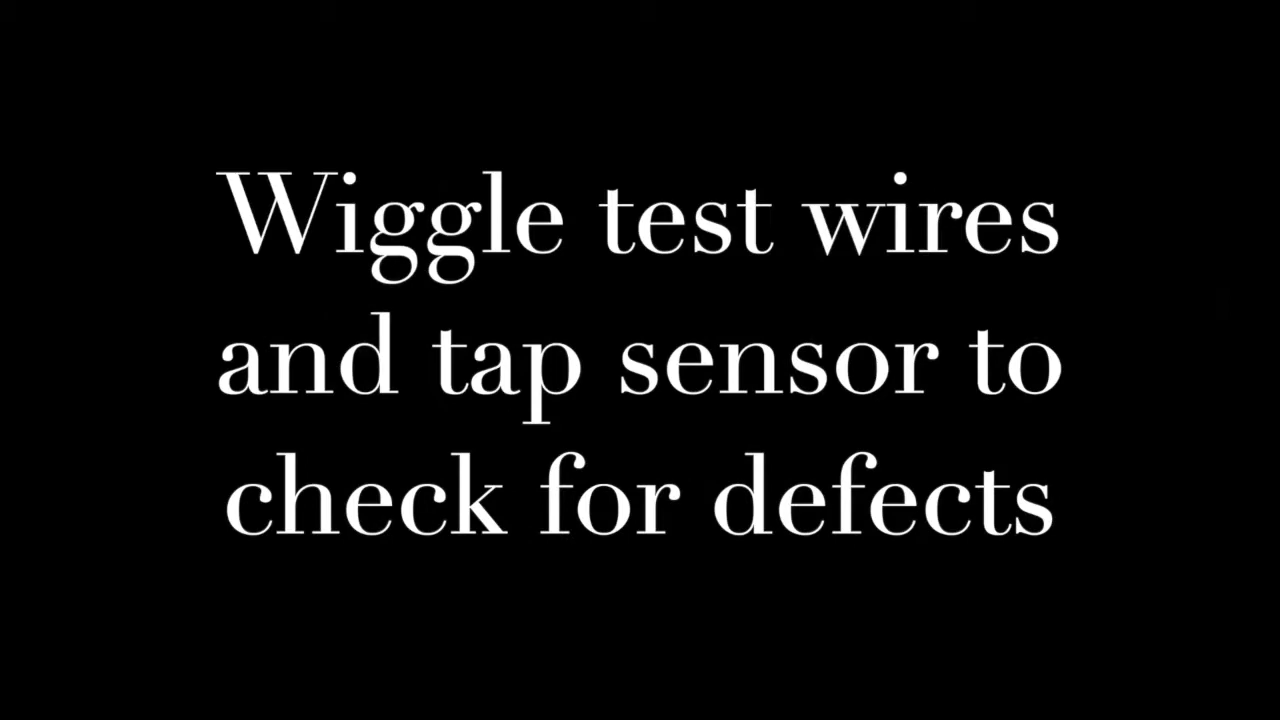 Wiggle test wires
and tap sensor to
check for defects